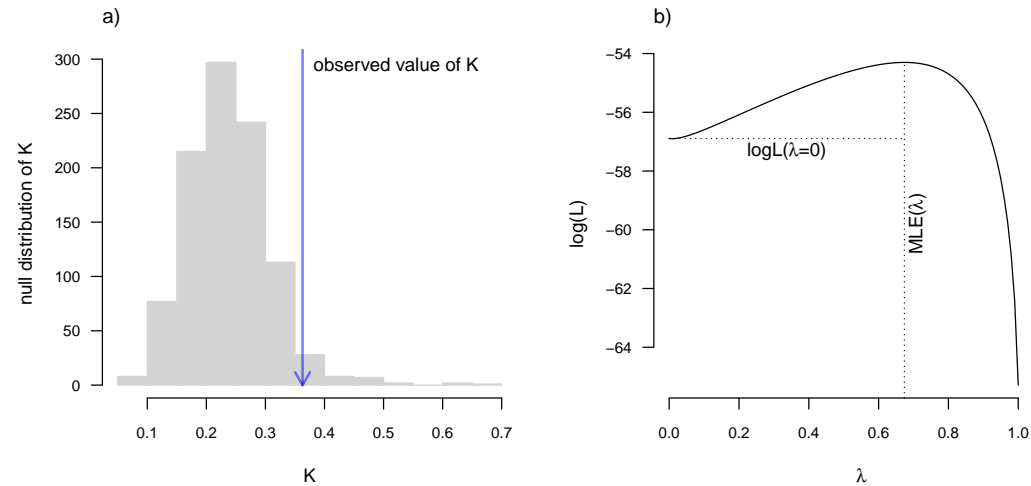 a)
observed value of K
null distribution of K
300
250
200
150
100
50
0
0.1 0.2 0.3 0.4 0.5 0.6 0.7
K
b)
log(L)
−54
−56
−58
−60
−62
−64
logL(λ=0)
MLE(λ)
0.0 0.2 0.4 0.6 0.8 1.0
λ